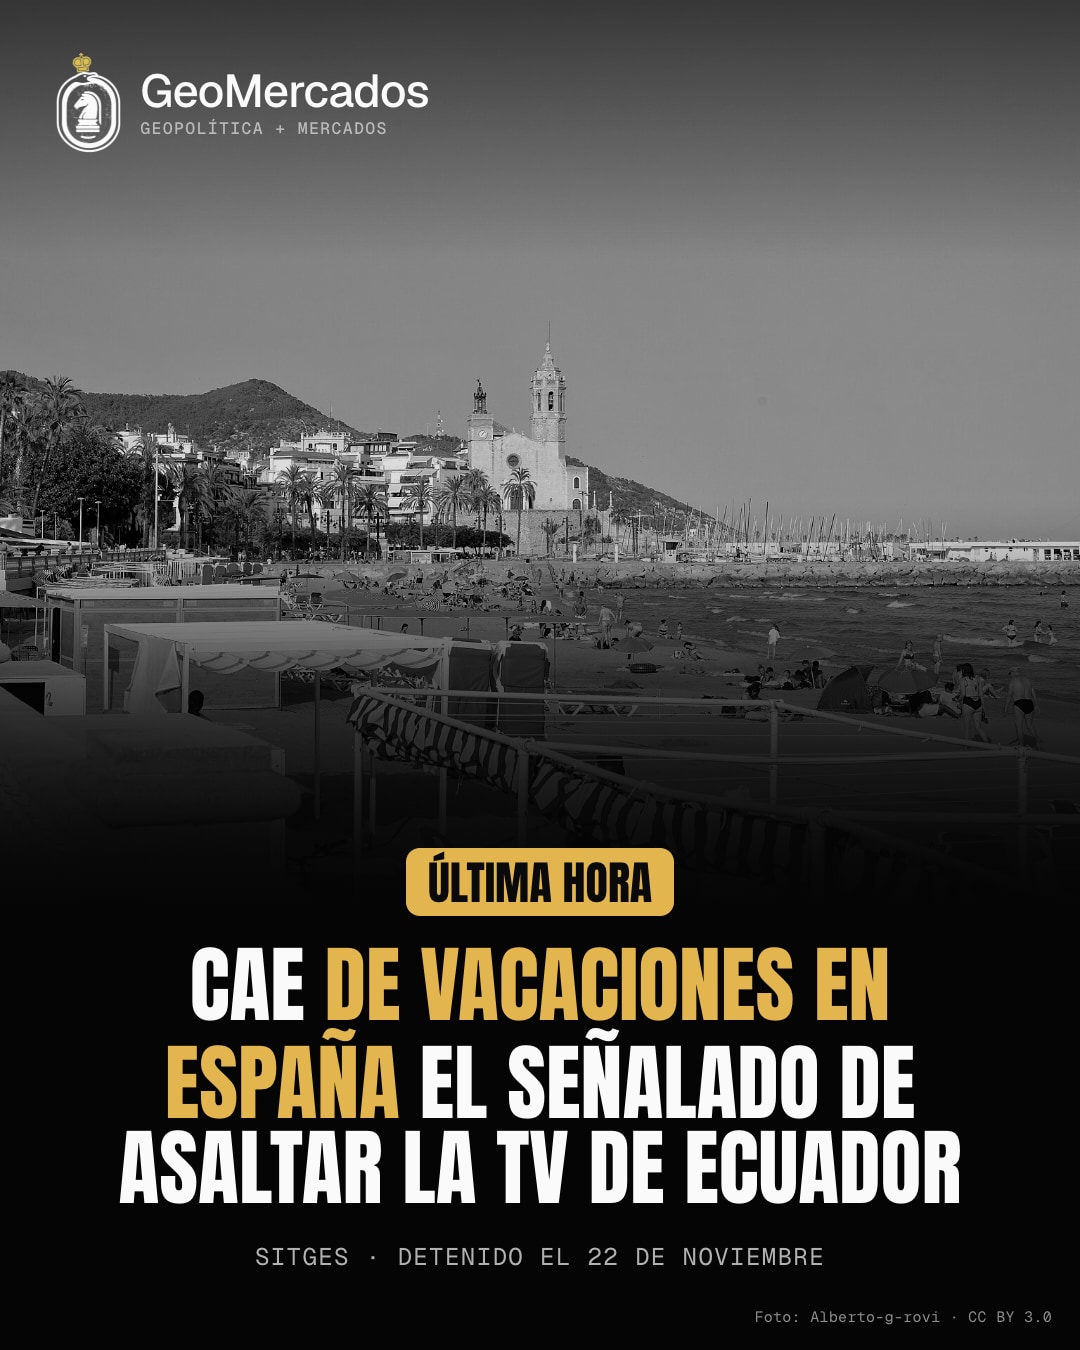 GeoMercados
GEOPOLÍTICA + MERCADOS
ÚLTIMA HORA
CAE DE VACACIONES EN
ESPAÑA EL SEÑALADO DE
ASALTAR LA TV DE ECUADOR
SITGES · DETENIDO EL 22 DE NOVIEMBRE
Foto: Alberto-g-rovi · CC BY 3.0